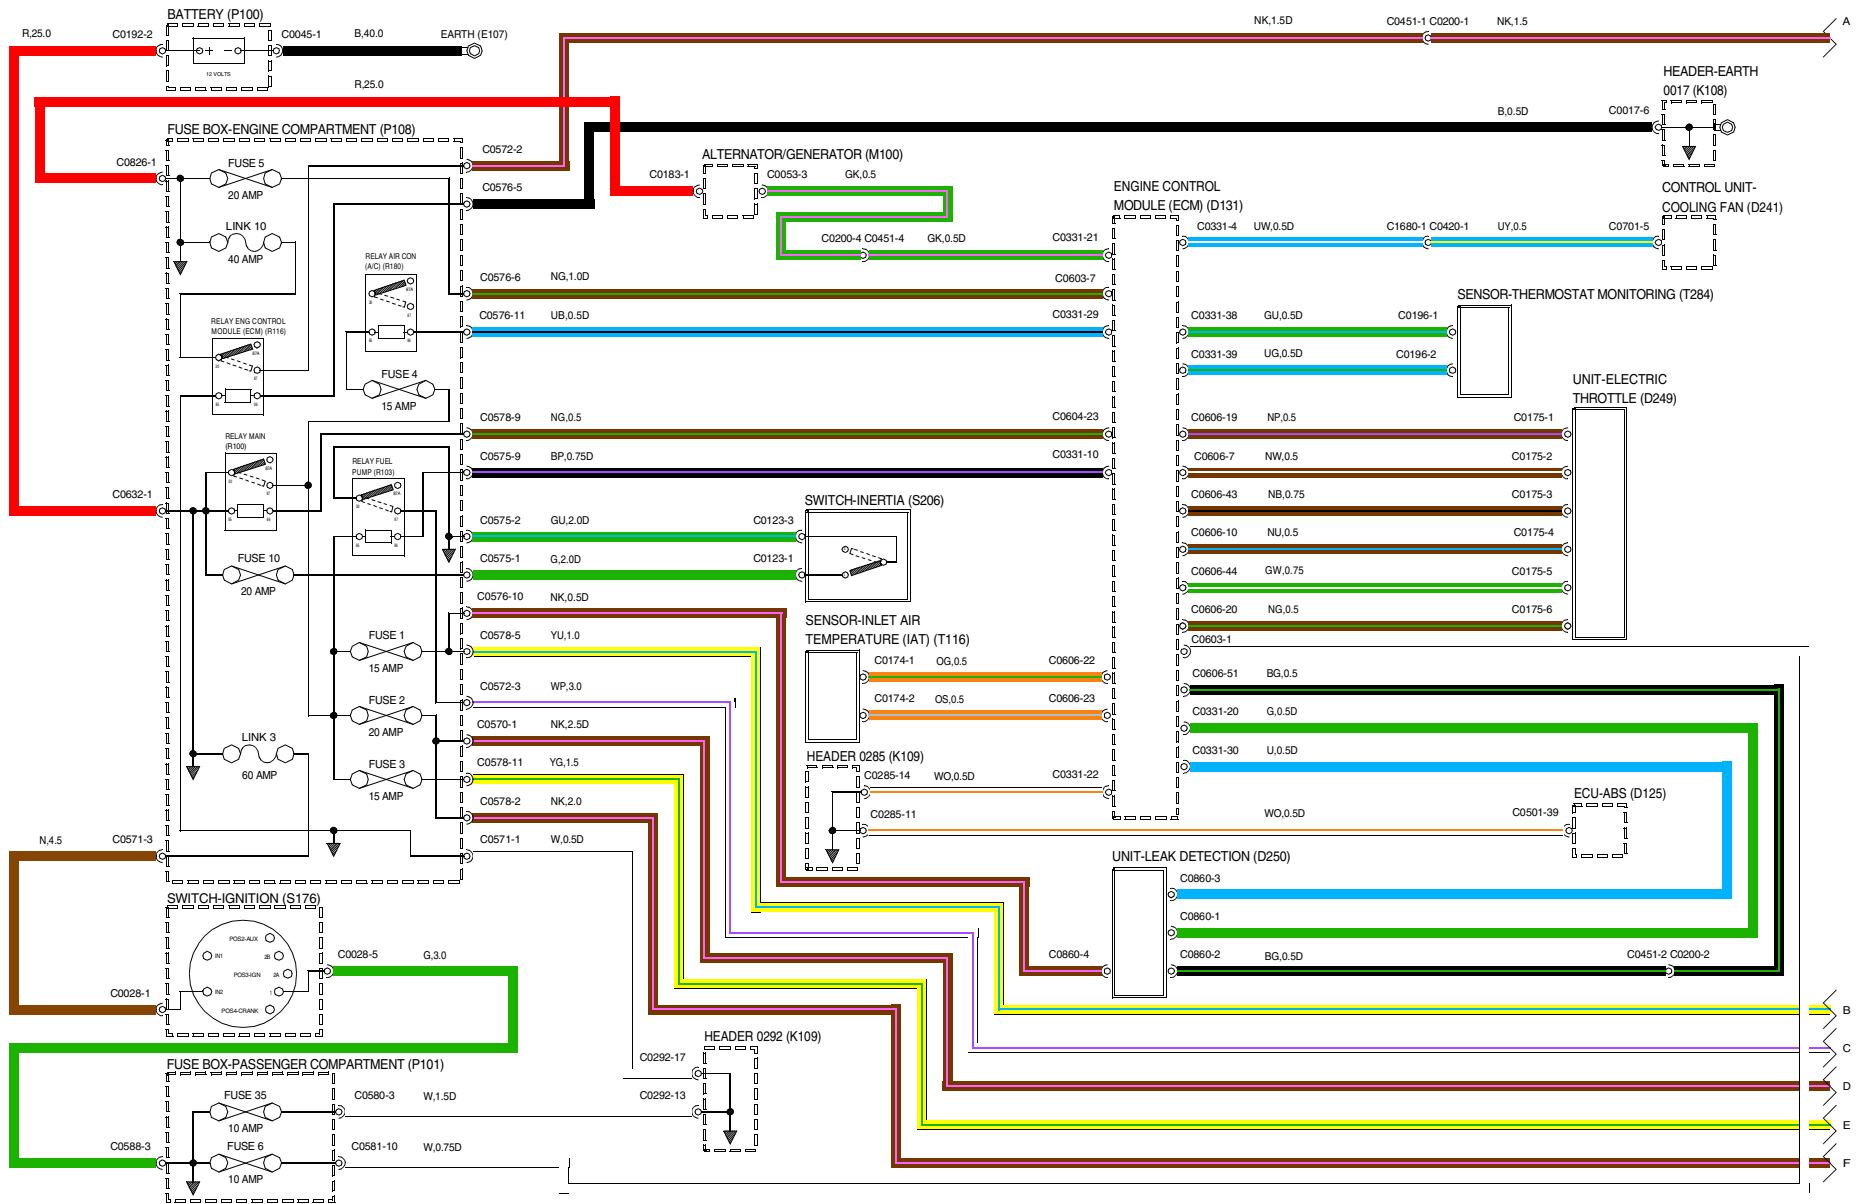 BATTERY (P100)
R,25.0
C0192-2
12 VOLTS
C0045-1
B,40.0
EARTH (E107)
NK,1.5D
C0451-1 C0200-1
NK,1.5
A
R,25.0
HEADER-EARTH
0017 (K108)
B,0.5D
C0017-6
FUSE BOX-ENGINE COMPARTMENT (P108)
C0826-1
FUSE 5
20 AMP
LINK 10
40 AMP
RELAY AIR CON
(A/C) (R180)
RELAY ENG CONTROL
MODULE (ECM) (R116)
FUSE 4
15 AMP
RELAY MAIN
(R100)
RELAY FUEL
PUMP (R103)
C0632-1
FUSE 10
20 AMP
FUSE 1
15 AMP
FUSE 2
20 AMP
LINK 3
60 AMP
FUSE 3
15 AMP
C0572-2
C0576-5
C0576-6
NG,1.0D
C0603-7
C0576-11
UB,0.5D
C0331-29
C0578-9
NG,0.5
C0604-23
C0575-9
BP,0.75D
C0331-10
C0575-2
GU,2.0D
C0123-3
C0575-1
G,2.0D
C0123-1
C0576-10
NK,0.5D
C0578-5
YU,1.0
C0572-3
WP,3.0
C0570-1
NK,2.5D
C0578-11
YG,1.5
C0578-2
NK,2.0
C0571-1
W,0.5D
ALTERNATOR/GENERATOR (M100)
C0183-1
C0053-3
GK,0.5
C0200-4 C0451-4
GK,0.5D
C0331-21
ENGINE CONTROL
MODULE (ECM) (D131)
C0331-4
UW,0.5D
C1680-1 C0420-1
UY,0.5
C0701-5
CONTROL UNIT-
COOLING FAN (D241)
SENSOR-THERMOSTAT MONITORING (T284)
C0331-38
GU,0.5D
C0196-1
C0331-39
UG,0.5D
C0196-2
UNIT-ELECTRIC
THROTTLE (D249)
C0606-19
NP,0.5
C0175-1
C0606-7
NW,0.5
C0175-2
C0606-43
NB,0.75
C0175-3
C0606-10
NU,0.5
C0175-4
C0606-44
GW,0.75
C0175-5
C0606-20
NG,0.5
C0175-6
C0603-1
C0606-51
BG,0.5
C0331-20
G,0.5D
C0331-30
U,0.5D
SWITCH-INERTIA (S206)
SENSOR-INLET AIR
TEMPERATURE (IAT) (T116)
C0174-1
OG,0.5
C0606-22
C0174-2
OS,0.5
C0606-23
HEADER 0285 (K109)
C0285-14
WO,0.5D
C0331-22
C0285-11
WO,0.5D
C0501-39
ECU-ABS (D125)
UNIT-LEAK DETECTION (D250)
C0860-3
C0860-1
C0860-4
C0860-2
BG,0.5D
C0451-2 C0200-2
N,4.5
C0571-3
SWITCH-IGNITION (S176)
POS2-AUX
IN1
2B
POS3-IGN
2A
IN2
1
POS4-CRANK
C0028-5
G,3.0
C0028-1
B
C
D
E
F
FUSE BOX-PASSENGER COMPARTMENT (P101)
FUSE 35
10 AMP
FUSE 6
10 AMP
C0588-3
C0580-3
W,1.5D
C0581-10
W,0.75D
HEADER 0292 (K109)
C0292-17
C0292-13